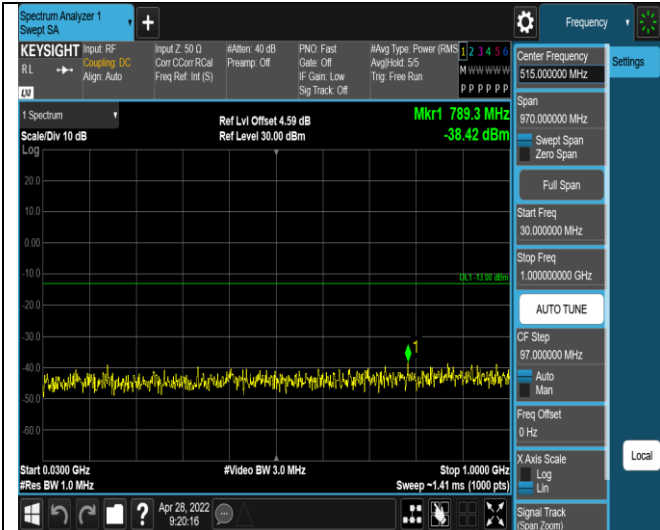 Spectrum Analyzer 1
Swept SA
+
Frequency
KEYSIGHT
RL
LXI
Input: RF
Coupling: DC
Align: Auto
Input Z: 50 Ω
Corr CCorr RCal
Freq Ref: Int (S)
#Atten: 40 dB
Preamp: Off
PNO: Fast
Gate: Off
IF Gain: Low
Sig Track: Off
#Avg Type: Power (RMS
Avg|Hold: 5/5
Trig: Free Run
1 2 3 4 5 6
M W W W W W
P P P P P P
1 Spectrum
Scale/Div 10 dB
Log
Ref Lvl Offset 4.59 dB
Ref Level 30.00 dBm
Mkr1 789.3 MHz
-38.42 dBm
20.0
10.0
0.00
-10.0
DL1 -13.00 dBm
-20.0
-30.0
1
-40.0
-50.0
-60.0
Start 0.0300 GHz
#Res BW 1.0 MHz
#Video BW 3.0 MHz
Stop 1.0000 GHz
Sweep ~1.41 ms (1000 pts)
?
Apr 28, 2022
9:20:16
Center Frequency
515.000000 MHz
Span
970.000000 MHz
Swept Span
Zero Span
Full Span
Start Freq
30.000000 MHz
Stop Freq
1.000000000 GHz
AUTO TUNE
CF Step
97.000000 MHz
Auto
Man
Freq Offset
0 Hz
X Axis Scale
Log
Lin
Signal Track
(Span Zoom)
Settings
Local